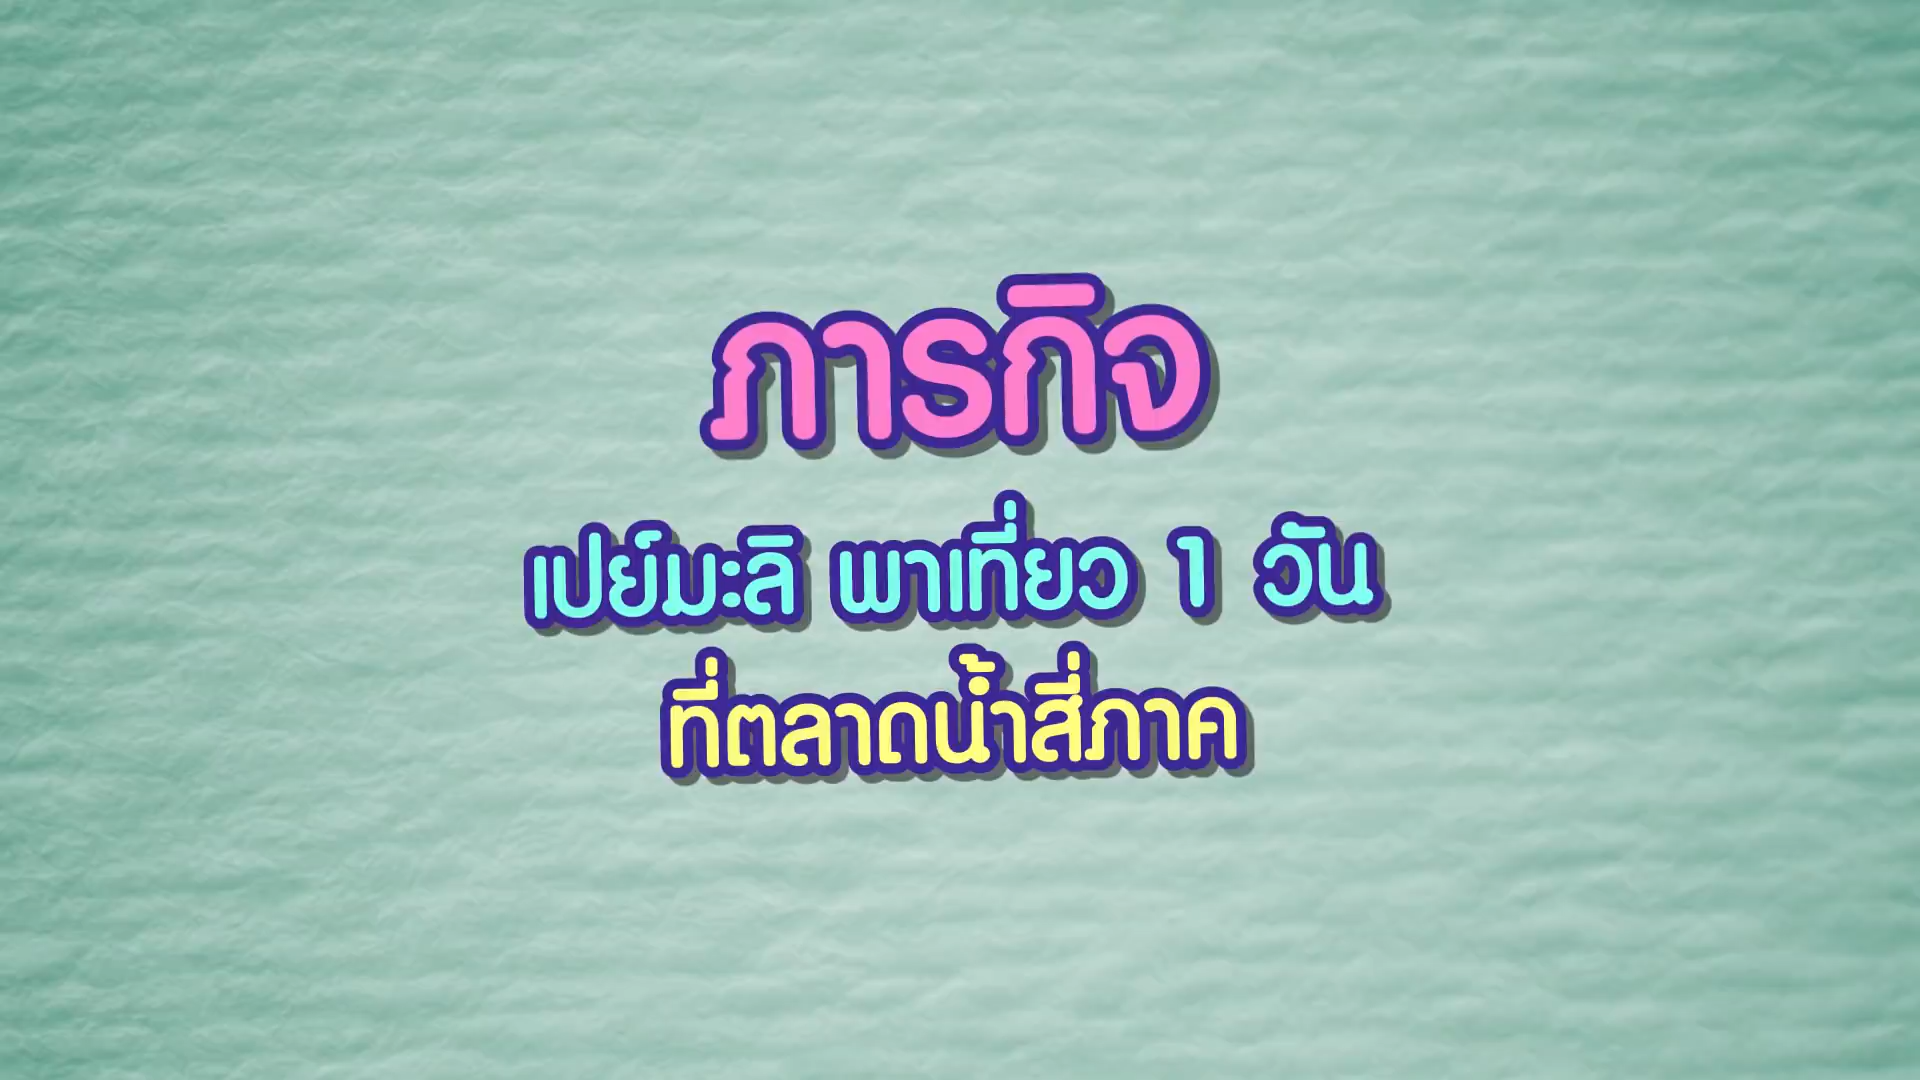 ภารกิจ
เปย์มะลิ พาเที่ยว 1 วัน
ที่ตลาดน้ำสี่ภาค